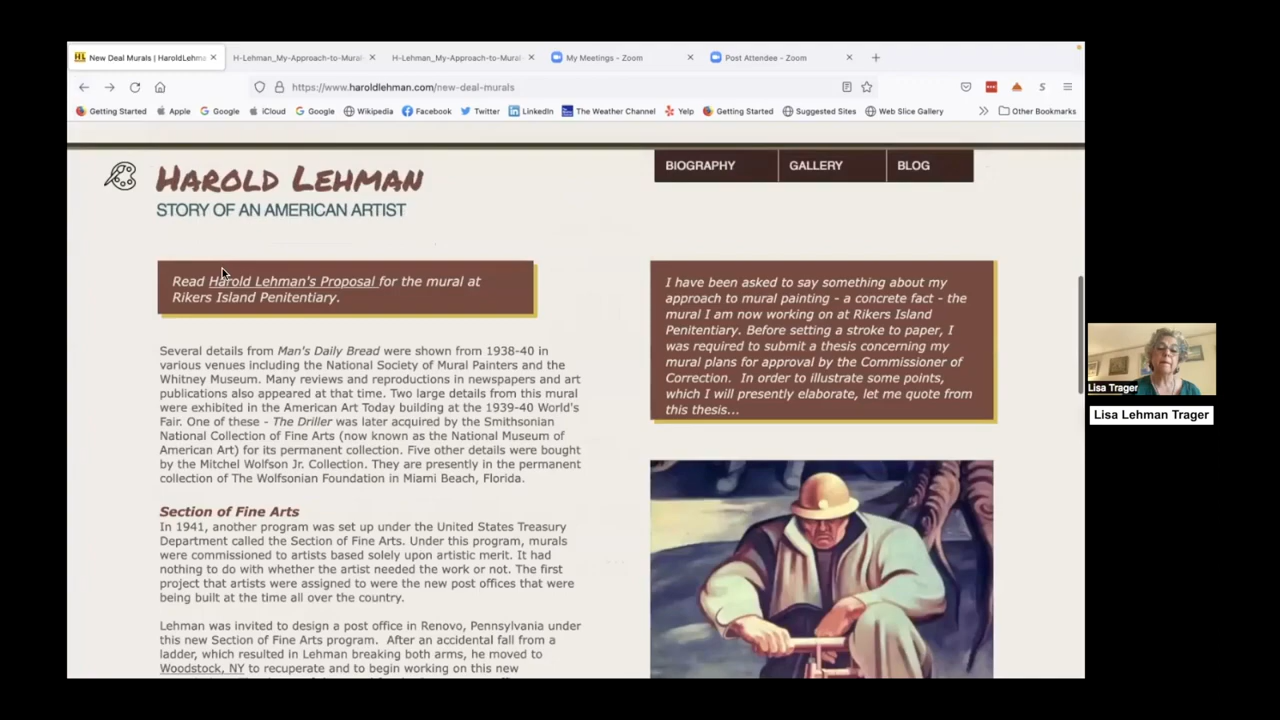 New Deal Murals | HaroldLehma
H-Lehman_My-Approach-to-Mural-
H-Lehman_My-Approach-to-Mural-
My Meetings - Zoom
Post Attendee - Zoom
https://www.haroldlehman.com/new-deal-murals
Getting Started
Apple
Google
iCloud
Google
Wikipedia
Facebook
Twitter
LinkedIn
The Weather Channel
Yelp
Getting Started
Suggested Sites
Web Slice Gallery
Other Bookmarks
HAROLD LEHMAN
STORY OF AN AMERICAN ARTIST
BIOGRAPHY
GALLERY
BLOG
Read Harold Lehman's Proposal for the mural at
Rikers Island Penitentiary.
Several details from Man's Daily Bread were shown from 1938-40 in
various venues including the National Society of Mural Painters and the
Whitney Museum. Many reviews and reproductions in newspapers and art
publications also appeared at that time. Two large details from this mural
were exhibited in the American Art Today building at the 1939-40 World's
Fair. One of these - The Driller was later acquired by the Smithsonian
National Collection of Fine Arts (now known as the National Museum of
American Art) for its permanent collection. Five other details were bought
by the Mitchel Wolfson Jr. Collection. They are presently in the permanent
collection of The Wolfsonian Foundation in Miami Beach, Florida.
Section of Fine Arts
In 1941, another program was set up under the United States Treasury
Department called the Section of Fine Arts. Under this program, murals
were commissioned to artists based solely upon artistic merit. It had
nothing to do with whether the artist needed the work or not. The first
project that artists were assigned to were the new post offices that were
being built at the time all over the country.
Lehman was invited to design a post office in Renovo, Pennsylvania under
this new Section of Fine Arts program. After an accidental fall from a
ladder, which resulted in Lehman breaking both arms, he moved to
Woodstock, NY to recuperate and to begin working on this new
I have been asked to say something about my
approach to mural painting - a concrete fact - the
mural I am now working on at Rikers Island
Penitentiary. Before setting a stroke to paper, I
was required to submit a thesis concerning my
mural plans for approval by the Commissioner of
Correction. In order to illustrate some points,
which I will presently elaborate, let me quote from
this thesis...
Lisa Trager
Lisa Lehman Trager